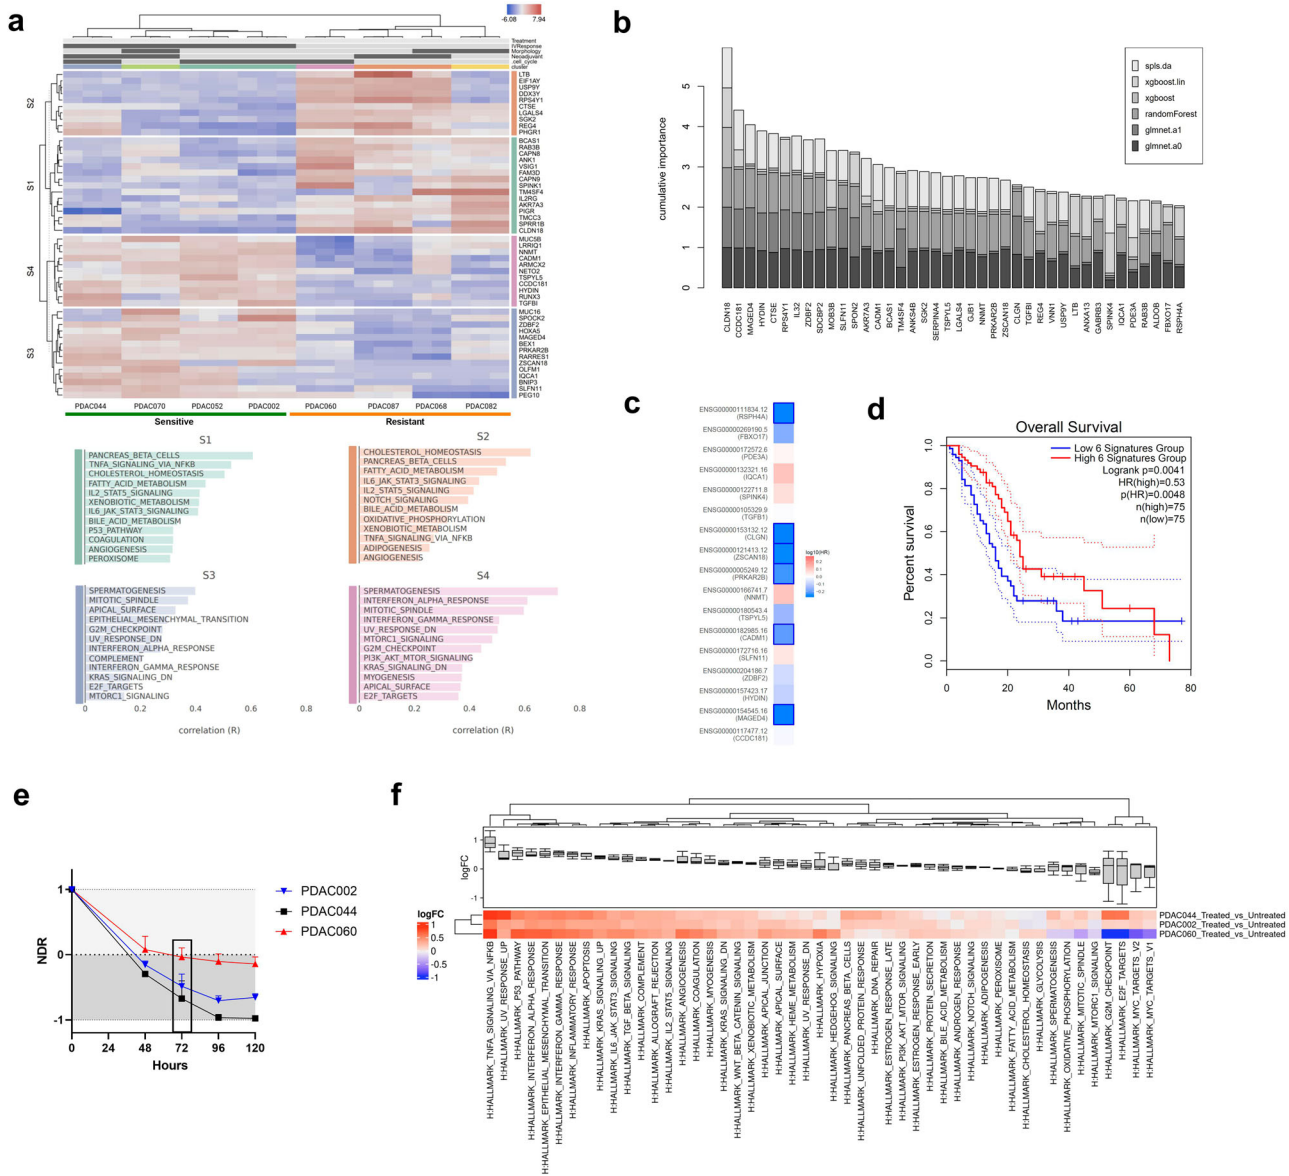 a
-6.08 7.94
Treatment
IVResponse
Morphology
Neoadjuvant
.cell_cycle
cluster
S2
LTB
EIF1AY
USP9Y
DDX3Y
RPS4Y1
CTSE
LGALS4
SGK2
REG4
PHGR1
S1
BCAS1
RAB3B
CAPN8
ANK1
VSIG1
FAM3D
CAPN9
SPINK1
TM4SF4
IL2RG
AKR7A3
PIGR
TMCC3
SPRR1B
CLDN18
S4
MUC5B
LRRIQ1
NNMT
CADM1
ARMCX2
NETO2
TSPYL5
CCDC181
HYDIN
RUNX3
TGFBI
S3
MUC16
SPOCK2
ZDBF2
HOXA5
MAGED4
BEX1
PRKAR2B
RARRES1
ZSCAN18
OLFM1
IQCA1
BNIP3
SLFN11
PEG10
PDAC044 PDAC070 PDAC052 PDAC002 PDAC060 PDAC087 PDAC068 PDAC082
Sensitive Resistant
S1
PANCREAS_BETA_CELLS
TNFA_SIGNALING_VIA_NFKB
CHOLESTEROL_HOMEOSTASIS
FATTY_ACID_METABOLISM
IL2_STAT5_SIGNALING
XENOBIOTIC_METABOLISM
IL6_JAK_STAT3_SIGNALING
BILE_ACID_METABOLISM
P53_PATHWAY
COAGULATION
ANGIOGENESIS
PEROXISOME
S2
CHOLESTEROL_HOMEOSTASIS
PANCREAS_BETA_CELLS
FATTY_ACID_METABOLISM
IL6_JAK_STAT3_SIGNALING
IL2_STAT5_SIGNALING
NOTCH_SIGNALING
BILE_ACID_METABOLISM
OXIDATIVE_PHOSPHORYLATION
XENOBIOTIC_METABOLISM
TNFA_SIGNALING_VIA_NFKB
ADIPOGENESIS
ANGIOGENESIS
S3
SPERMATOGENESIS
MITOTIC_SPINDLE
APICAL_SURFACE
EPITHELIAL_MESENCHYMAL_TRANSITION
G2M_CHECKPOINT
UV_RESPONSE_DN
INTERFERON_ALPHA_RESPONSE
COMPLEMENT
INTERFERON_GAMMA_RESPONSE
KRAS_SIGNALING_DN
E2F_TARGETS
MTORC1_SIGNALING
0 0.2 0.4 0.6 0.8
correlation (R)
S4
SPERMATOGENESIS
INTERFERON_ALPHA_RESPONSE
MITOTIC_SPINDLE
INTERFERON_GAMMA_RESPONSE
UV_RESPONSE_DN
MTORC1_SIGNALING
G2M_CHECKPOINT
PI3K_AKT_MTOR_SIGNALING
KRAS_SIGNALING_DN
MYOGENESIS
APICAL_SURFACE
E2F_TARGETS
0 0.2 0.4 0.6 0.8
correlation (R)
b
cumulative importance
5
4
3
2
1
0
spls.da
xgboost.lin
xgboost
randomForest
glmnet.a1
glmnet.a0
CLDN18
CCDC181
MAGED4
HYDIN
CTSE
RPS4Y1
IL32
ZDBF2
SDCBP2
MOB3B
SLFN11
SPON2
AKR7A3
CADM1
BCAS1
TM4SF4
ANKS4B
SGK2
SERPINA4
TSPYL5
LGALS4
GJB1
NNMT
PRKAR2B
ZSCAN18
CLGN
TGFBI
REG4
VNN1
USP9Y
LTB
ANXA13
GABRB3
SPINK4
IQCA1
PDE3A
RAB3B
ALDOB
FBXO17
RSPH4A
c
ENSG00000111834.12
(RSPH4A)
ENSG00000269190.5
(FBXO17)
ENSG00000172572.6
(PDE3A)
ENSG00000132321.16
(IQCA1)
ENSG00000122711.8
(SPINK4)
ENSG00000105329.9
(TGFB1)
ENSG00000153132.12
(CLGN)
ENSG00000121413.12
(ZSCAN18)
ENSG00000005249.12
(PRKAR2B)
ENSG00000166741.7
(NNMT)
ENSG00000180543.4
(TSPYL5)
ENSG00000182985.16
(CADM1)
ENSG00000172716.16
(SLFN11)
ENSG00000204186.7
(ZDBF2)
ENSG00000157423.17
(HYDIN)
ENSG00000154545.16
(MAGED4)
ENSG00000117477.12
(CCDC181)
log10(HR)
0.2
0.1
0.0
-0.1
-0.2
d
Overall Survival
Low 6 Signatures Group
High 6 Signatures Group
Logrank p=0.0041
HR(high)=0.53
p(HR)=0.0048
n(high)=75
n(low)=75
Percent survival
1.0
0.8
0.6
0.4
0.2
0.0
0 20 40 60 80
Months
e
NDR
1
0
-1
0 24 48 72 96 120
Hours
PDAC002
PDAC044
PDAC060
f
logFC
1
0
-1
logFC
1
0.5
0
-0.5
-1
PDAC044_Treated_vs_Untreated
PDAC002_Treated_vs_Untreated
PDAC060_Treated_vs_Untreated
H:HALLMARK_TNFA_SIGNALING_VIA_NFKB
H:HALLMARK_UV_RESPONSE_UP
H:HALLMARK_P53_PATHWAY
H:HALLMARK_INTERFERON_ALPHA_RESPONSE
H:HALLMARK_EPITHELIAL_MESENCHYMAL_TRANSITION
H:HALLMARK_INTERFERON_GAMMA_RESPONSE
H:HALLMARK_INFLAMMATORY_RESPONSE
H:HALLMARK_APOPTOSIS
H:HALLMARK_KRAS_SIGNALING_UP
H:HALLMARK_IL6_JAK_STAT3_SIGNALING
H:HALLMARK_TGF_BETA_SIGNALING
H:HALLMARK_COMPLEMENT
H:HALLMARK_ALLOGRAFT_REJECTION
H:HALLMARK_IL2_STAT5_SIGNALING
H:HALLMARK_ANGIOGENESIS
H:HALLMARK_COAGULATION
H:HALLMARK_MYOGENESIS
H:HALLMARK_KRAS_SIGNALING_DN
H:HALLMARK_WNT_BETA_CATENIN_SIGNALING
H:HALLMARK_XENOBIOTIC_METABOLISM
H:HALLMARK_APICAL_JUNCTION
H:HALLMARK_APICAL_SURFACE
H:HALLMARK_HEME_METABOLISM
H:HALLMARK_UV_RESPONSE_DN
H:HALLMARK_HYPOXIA
H:HALLMARK_HEDGEHOG_SIGNALING
H:HALLMARK_PANCREAS_BETA_CELLS
H:HALLMARK_UNFOLDED_PROTEIN_RESPONSE
H:HALLMARK_DNA_REPAIR
H:HALLMARK_ESTROGEN_RESPONSE_LATE
H:HALLMARK_PI3K_AKT_MTOR_SIGNALING
H:HALLMARK_ESTROGEN_RESPONSE_EARLY
H:HALLMARK_PROTEIN_SECRETION
H:HALLMARK_BILE_ACID_METABOLISM
H:HALLMARK_ANDROGEN_RESPONSE
H:HALLMARK_NOTCH_SIGNALING
H:HALLMARK_ADIPOGENESIS
H:HALLMARK_PEROXISOME
H:HALLMARK_FATTY_ACID_METABOLISM
H:HALLMARK_CHOLESTEROL_HOMEOSTASIS
H:HALLMARK_GLYCOLYSIS
H:HALLMARK_SPERMATOGENESIS
H:HALLMARK_OXIDATIVE_PHOSPHORYLATION
H:HALLMARK_MITOTIC_SPINDLE
H:HALLMARK_MTORC1_SIGNALING
H:HALLMARK_G2M_CHECKPOINT
H:HALLMARK_E2F_TARGETS
H:HALLMARK_MYC_TARGETS_V2
H:HALLMARK_MYC_TARGETS_V1